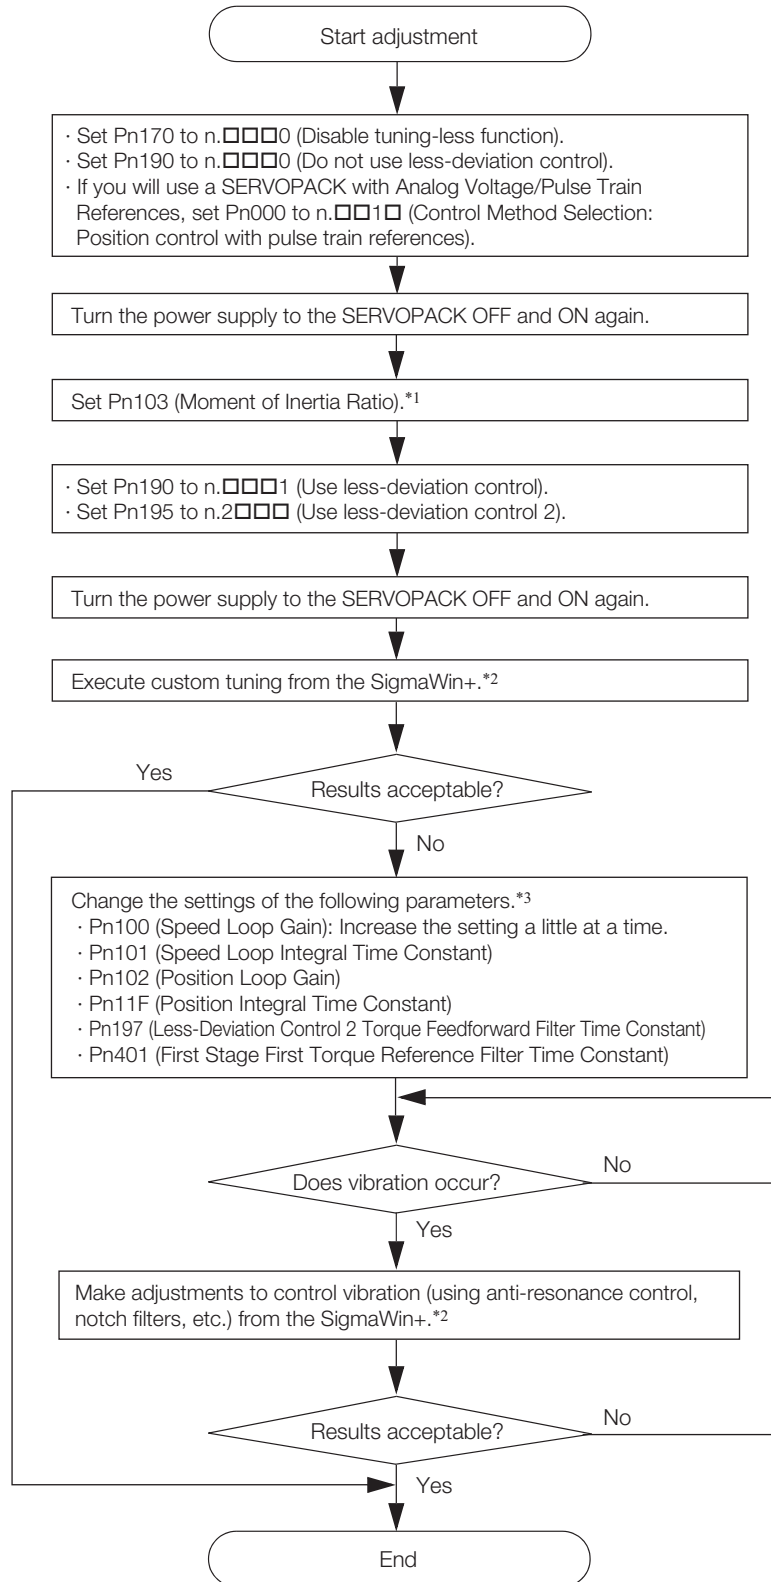 Start adjustment
· Set Pn170 to n.□□□0 (Disable tuning-less function).
· Set Pn190 to n.□□□0 (Do not use less-deviation control).
· If you will use a SERVOPACK with Analog Voltage/Pulse Train
References, set Pn000 to n.□□1□ (Control Method Selection:
Position control with pulse train references).
Turn the power supply to the SERVOPACK OFF and ON again.
Set Pn103 (Moment of Inertia Ratio).*1
· Set Pn190 to n.□□□1 (Use less-deviation control).
· Set Pn195 to n.2□□□ (Use less-deviation control 2).
Turn the power supply to the SERVOPACK OFF and ON again.
Execute custom tuning from the SigmaWin+.*2
Yes
Results acceptable?
No
Change the settings of the following parameters.*3
· Pn100 (Speed Loop Gain): Increase the setting a little at a time.
· Pn101 (Speed Loop Integral Time Constant)
· Pn102 (Position Loop Gain)
· Pn11F (Position Integral Time Constant)
· Pn197 (Less-Deviation Control 2 Torque Feedforward Filter Time Constant)
· Pn401 (First Stage First Torque Reference Filter Time Constant)
Does vibration occur?
No
Yes
Make adjustments to control vibration (using anti-resonance control,
notch filters, etc.) from the SigmaWin+.*2
Results acceptable?
No
Yes
End